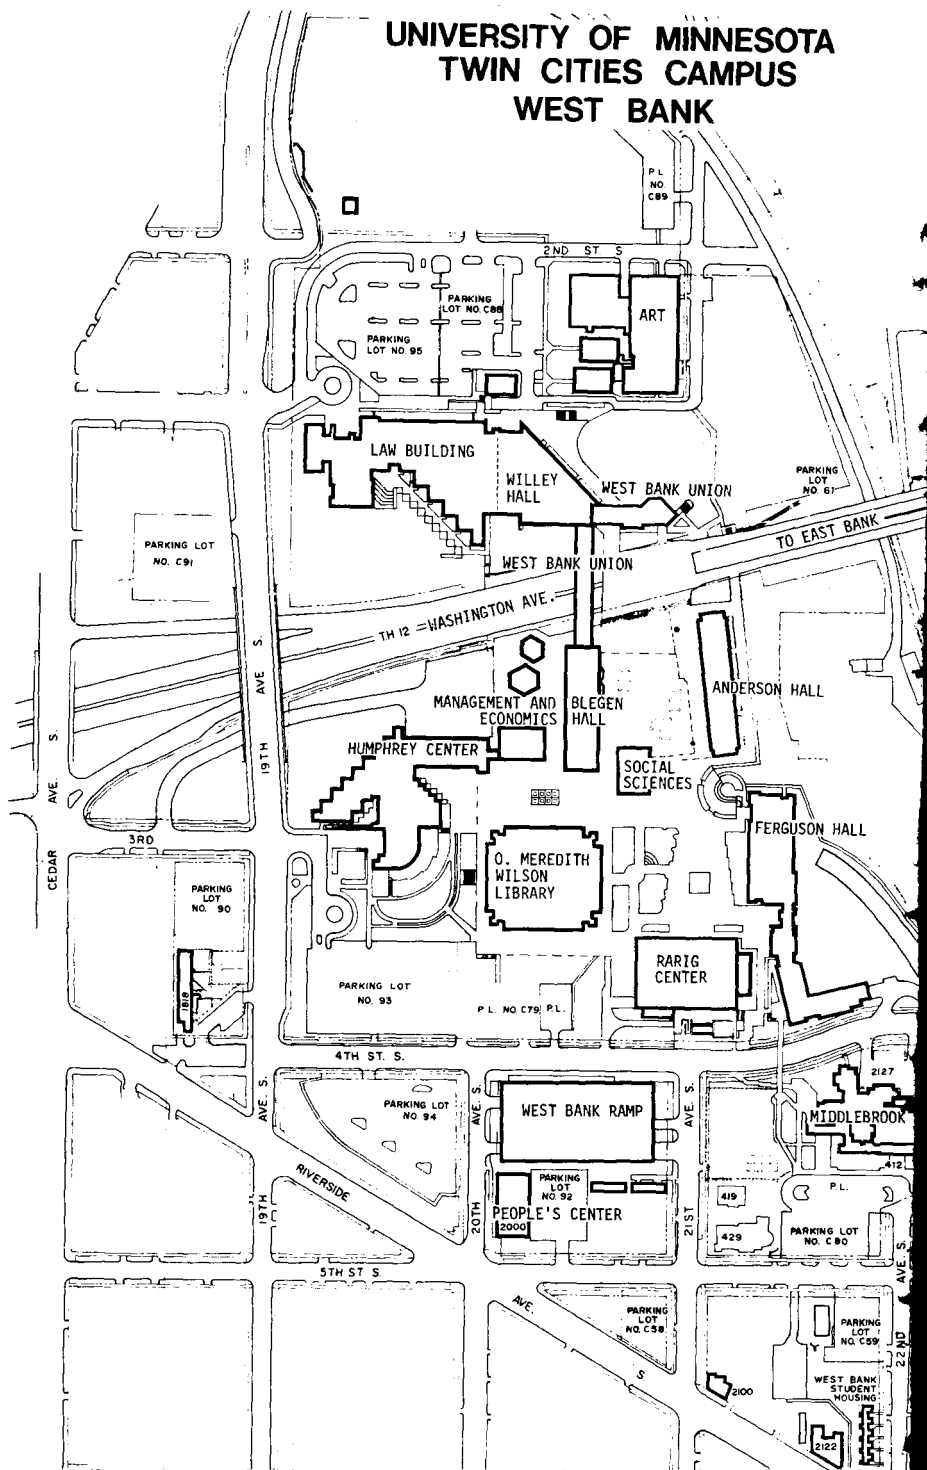 UNIVERSITY OF MINNESOTA
TWIN CITIES CAMPUS
WEST BANK
P L
NO.
C89
2ND ST S
ART
PARKING
LOT NO. C88
PARKING
LOT NO. 95
LAW BUILDING
WILLEY
HALL
WEST BANK UNION
PARKING
LOT
NO. 61
TO EAST BANK
PARKING LOT
NO. C91
WEST BANK UNION
TH 12 = WASHINGTON AVE.
19TH AVE S.
ANDERSON HALL
MANAGEMENT AND
ECONOMICS
BLEGEN
HALL
HUMPHREY CENTER
SOCIAL
SCIENCES
CEDAR AVE S.
3RD
FERGUSON HALL
O. MEREDITH
WILSON
LIBRARY
PARKING
LOT
NO. 90
1818
RARIG
CENTER
PARKING LOT
NO. 93
P L. NO. C79
P.L.
4TH ST. S.
2127
19TH AVE S.
PARKING LOT
NO. 94
20TH AVE S.
WEST BANK RAMP
21ST AVE S.
MIDDLEBROOK
412
RIVERSIDE
PARKING
LOT
NO. 92
PEOPLE'S CENTER
2000
419
429
P.L.
PARKING LOT
NO. C80
5TH ST S.
AVE. S.
22ND AVE S.
PARKING
LOT
NO. C58
PARKING
LOT
NO. C59
WEST BANK
STUDENT
HOUSING
2100
2122